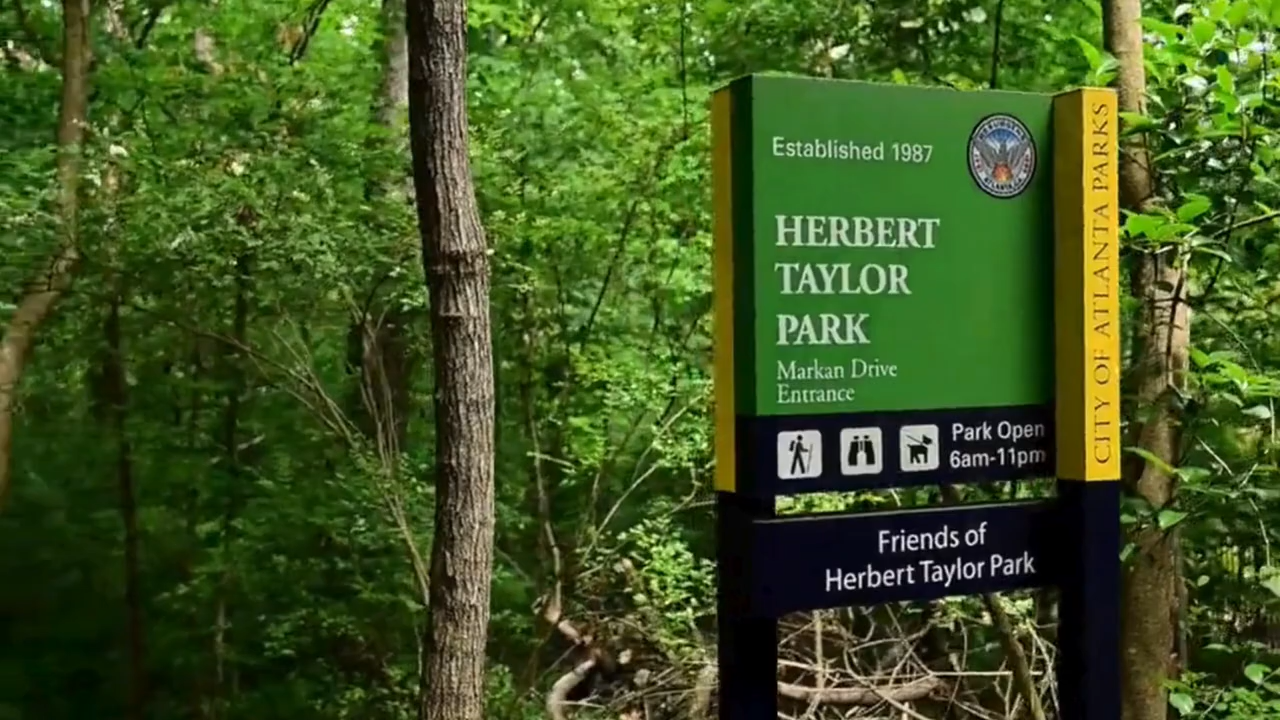 Established 1987
HERBERT
TAYLOR
PARK
Markan Drive
Entrance
Park Open
6am-11pm
Friends of
Herbert Taylor Park
CITY OF ATLANTA PARKS